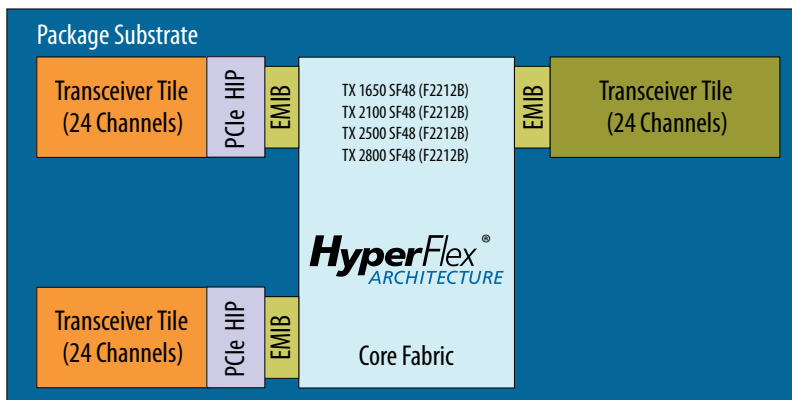 Package Substrate
Transceiver Tile
(24 Channels)
PCIe HIP
EMIB
TX 1650 SF48 (F2212B)
TX 2100 SF48 (F2212B)
TX 2500 SF48 (F2212B)
TX 2800 SF48 (F2212B)
EMIB
Transceiver Tile
(24 Channels)
HyperFlex®
ARCHITECTURE
Transceiver Tile
(24 Channels)
PCIe HIP
EMIB
Core Fabric